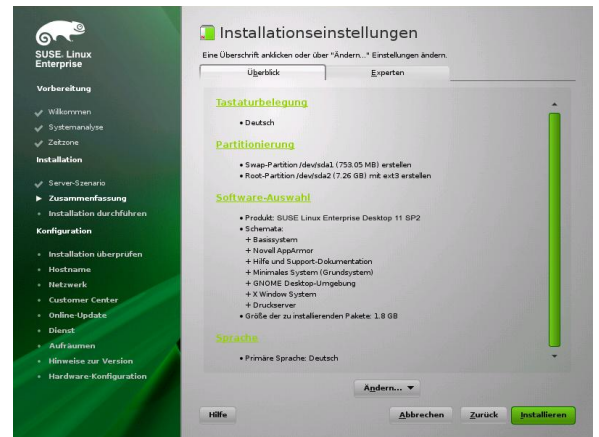 SUSE. Linux
Enterprise
Vorbereitung
Willkommen
Systemanalyse
Zeitzone
Installation
Server-Szenario
Zusammenfassung
Installation durchführen
Konfiguration
Installation überprüfen
Hostname
Netzwerk
Customer Center
Online-Update
Dienst
Aufräumen
Hinweise zur Version
Hardware-Konfiguration
Installationseinstellungen
Eine Überschrift anklicken oder über "Ändern..." Einstellungen ändern.
Überblick
Experten
Tastaturbelegung
• Deutsch
Partitionierung
• Swap-Partition /dev/sda1 (753.05 MB) erstellen
• Root-Partition /dev/sda2 (7.26 GB) mit ext3 erstellen
Software-Auswahl
• Produkt: SUSE Linux Enterprise Desktop 11 SP2
• Schemata:
+ Basissystem
+ Novell AppArmor
+ Hilfe und Support-Dokumentation
+ Minimales System (Grundsystem)
+ GNOME Desktop-Umgebung
+ X Window System
+ Druckserver
• Größe der zu installierenden Pakete: 1.8 GB
Sprache
• Primäre Sprache: Deutsch
Ändern...
Hilfe
Abbrechen
Zurück
Installieren